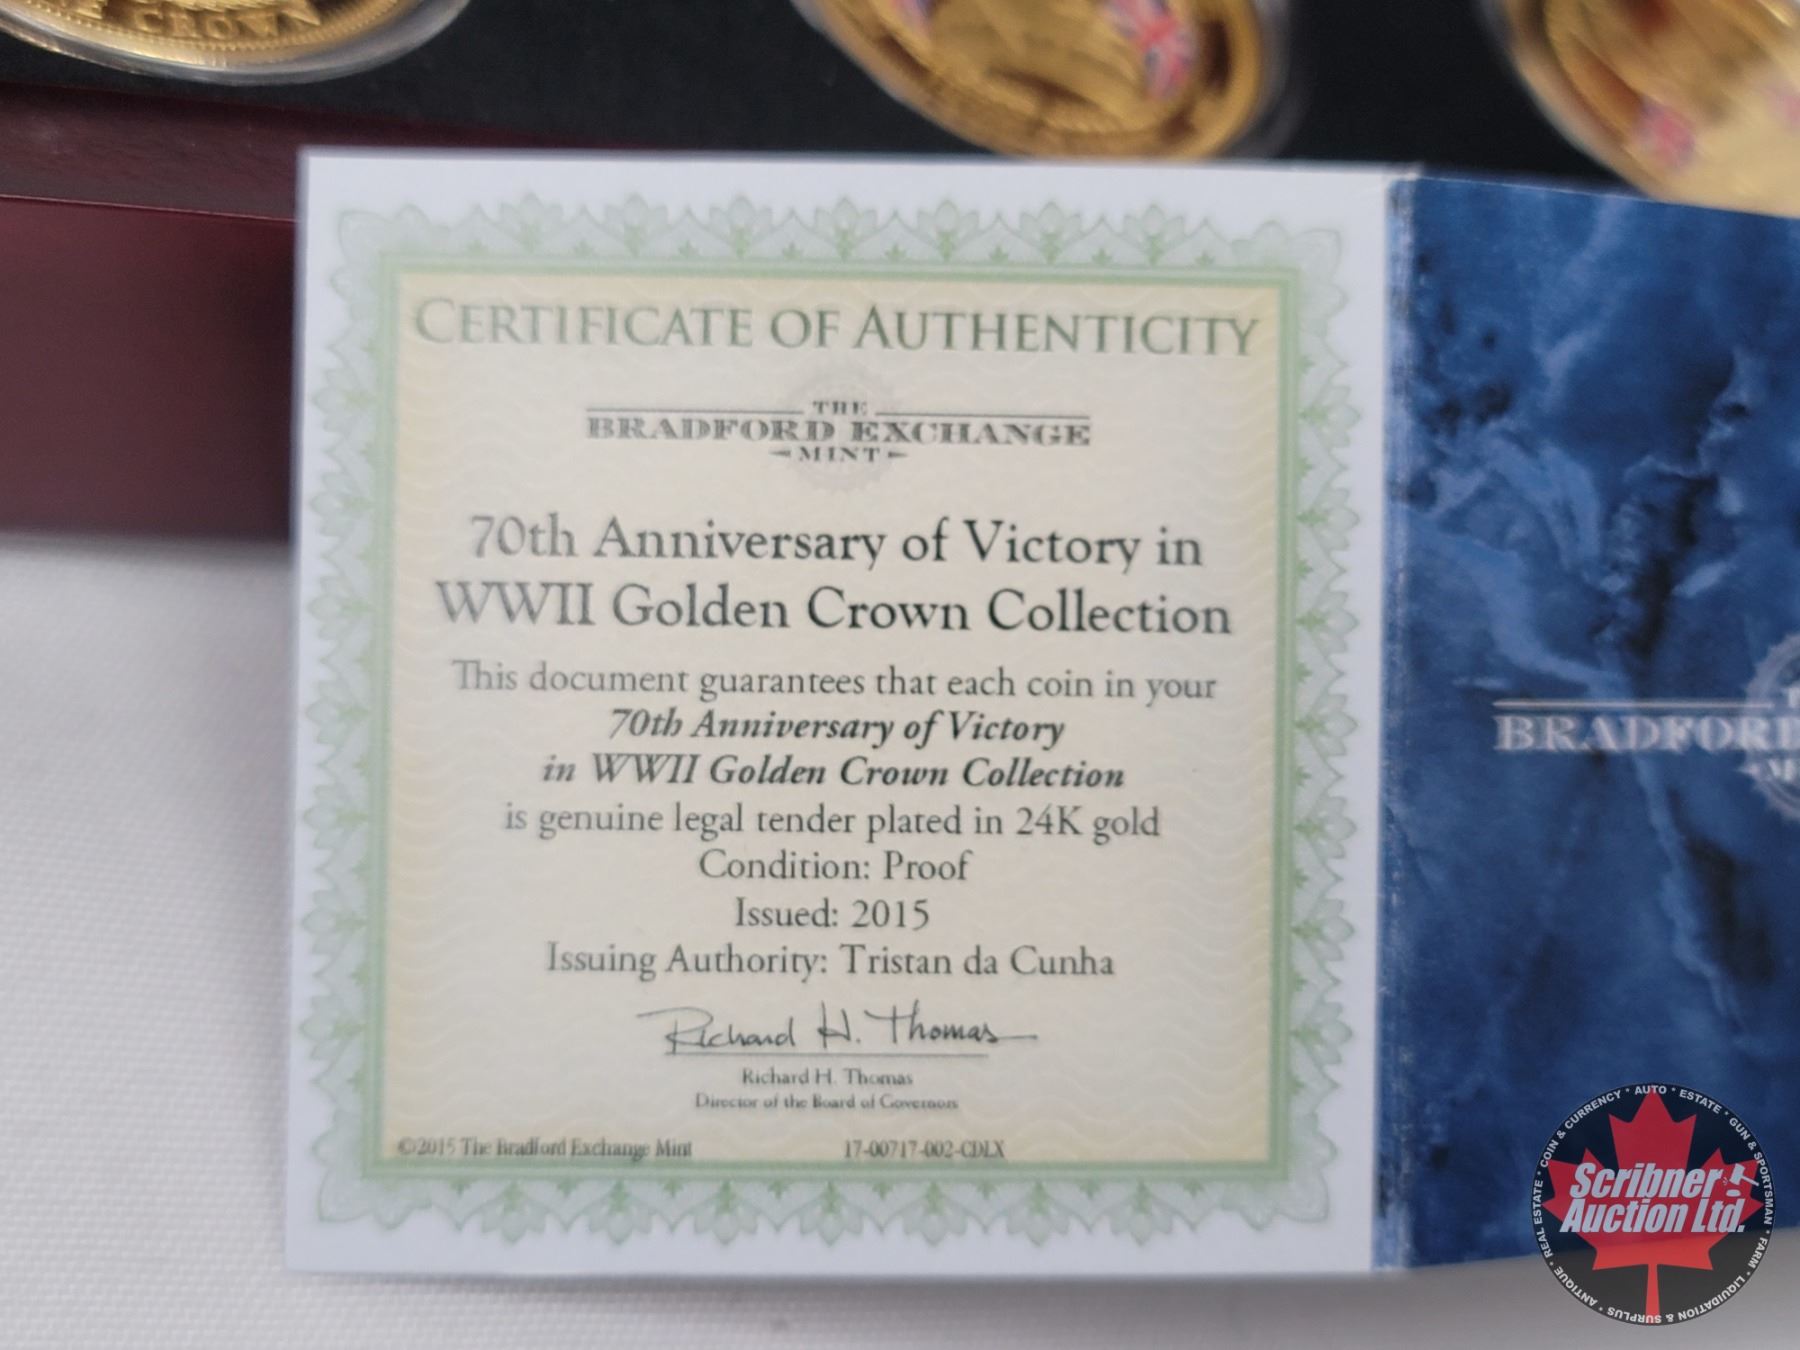 CROWN
CERTIFICATE OF AUTHENTICITY
THE
BRADFORD EXCHANGE
MINT
70th Anniversary of Victory in
WWII Golden Crown Collection
This document guarantees that each coin in your
70th Anniversary of Victory
in WWII Golden Crown Collection
is genuine legal tender plated in 24K gold
Condition: Proof
Issued: 2015
Issuing Authority: Tristan da Cunha
Richard H. Thomas
Richard H. Thomas
Director of the Board of Governors
©2015 The Bradford Exchange Mint 17-00717-002-CDLX
BRADFORD
AUTO * ESTATE * GUN & SPORTSMAN * FARM * LIQUIDATION & SURPLUS * ANTIQUE * REAL ESTATE * COIN & CURRENCY *
Scribner
Auction Ltd.